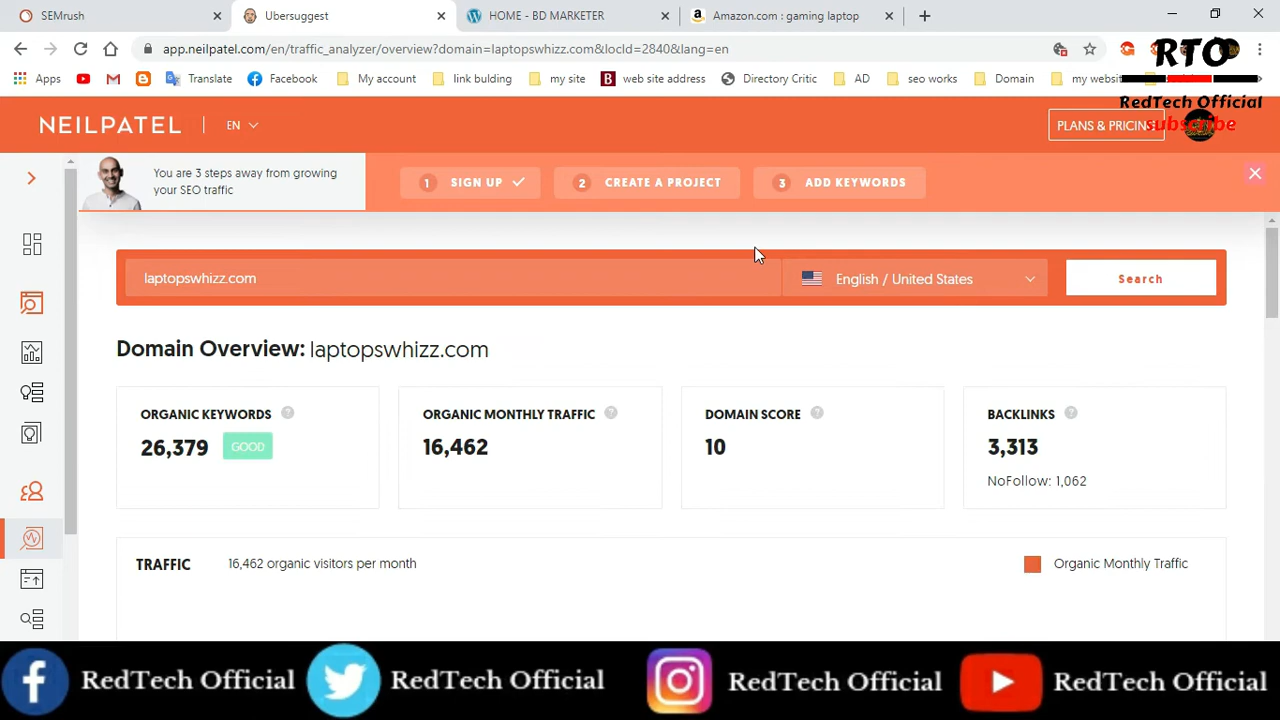 SEMrush
Ubersuggest
HOME - BD MARKETER
Amazon.com : gaming laptop
app.neilpatel.com/en/traffic_analyzer/overview?domain=laptopswhizz.com&locId=2840&lang=en
Apps
Translate
Facebook
My account
link bulding
my site
web site address
Directory Critic
AD
seo works
Domain
my websit
RTO
RedTech Official
subscribe
NEILPATEL
EN
PLANS & PRICING
You are 3 steps away from growing
your SEO traffic
1 SIGN UP
2 CREATE A PROJECT
3 ADD KEYWORDS
laptopswhizz.com
English / United States
Search
Domain Overview: laptopswhizz.com
ORGANIC KEYWORDS
26,379 GOOD
ORGANIC MONTHLY TRAFFIC
16,462
DOMAIN SCORE
10
BACKLINKS
3,313
NoFollow: 1,062
TRAFFIC
16,462 organic visitors per month
Organic Monthly Traffic
RedTech Official
RedTech Official
RedTech Official
RedTech Official